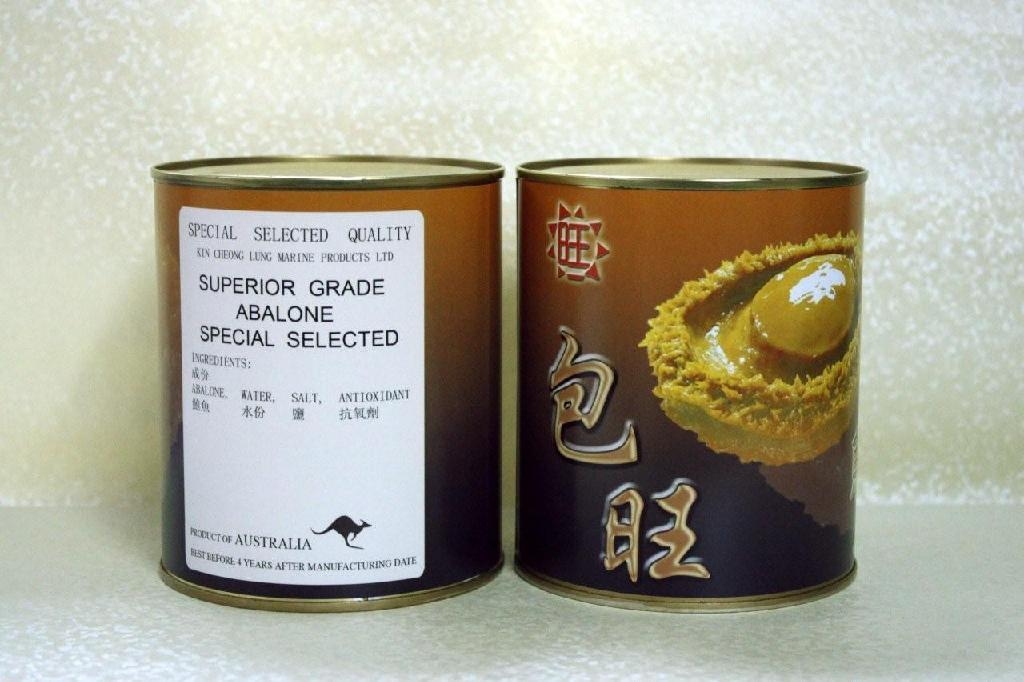 SPECIAL SELECTED QUALITY
KIN CHEONG LUNG MARINE PRODUCTS LTD
SUPERIOR GRADE
ABALONE
SPECIAL SELECTED
INGREDIENTS:
成份
ABALONE, WATER, SALT, ANTIOXIDANT
鮑魚 水份 鹽 抗氧劑
PRODUCT OF AUSTRALIA
BEST BEFORE 4 YEARS AFTER MANUFACTURING DATE
旺
包
旺